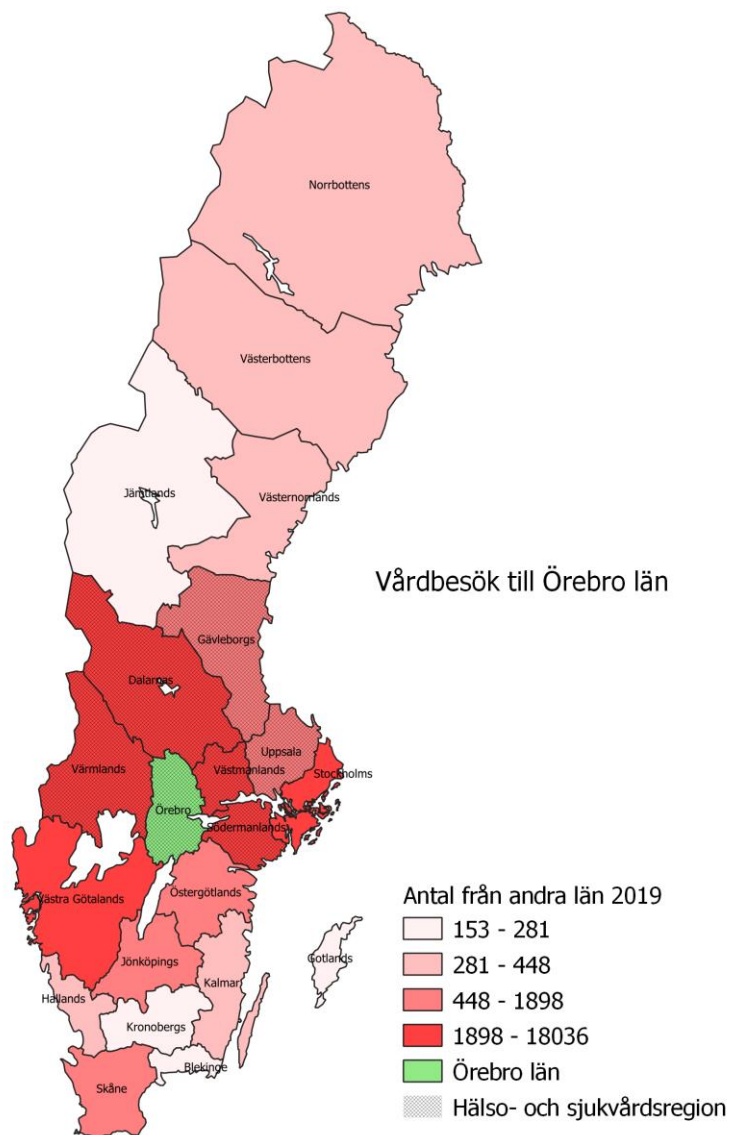 Norrbottens
Västerbottens
Jämtlands
Västernorrlands
Vårdbesök till Örebro län
Gävleborgs
Dalarnas
Uppsala
Värmlands
Västmanlands
Stockholms
Örebro
Södermanlands
Västra Götalands
Östergötlands
Jönköpings
Kalmar
Gotlands
Hallands
Kronobergs
Blekinge
Skåne
Antal från andra län 2019
153 - 281
281 - 448
448 - 1898
1898 - 18036
Örebro län
Hälso- och sjukvårdsregion